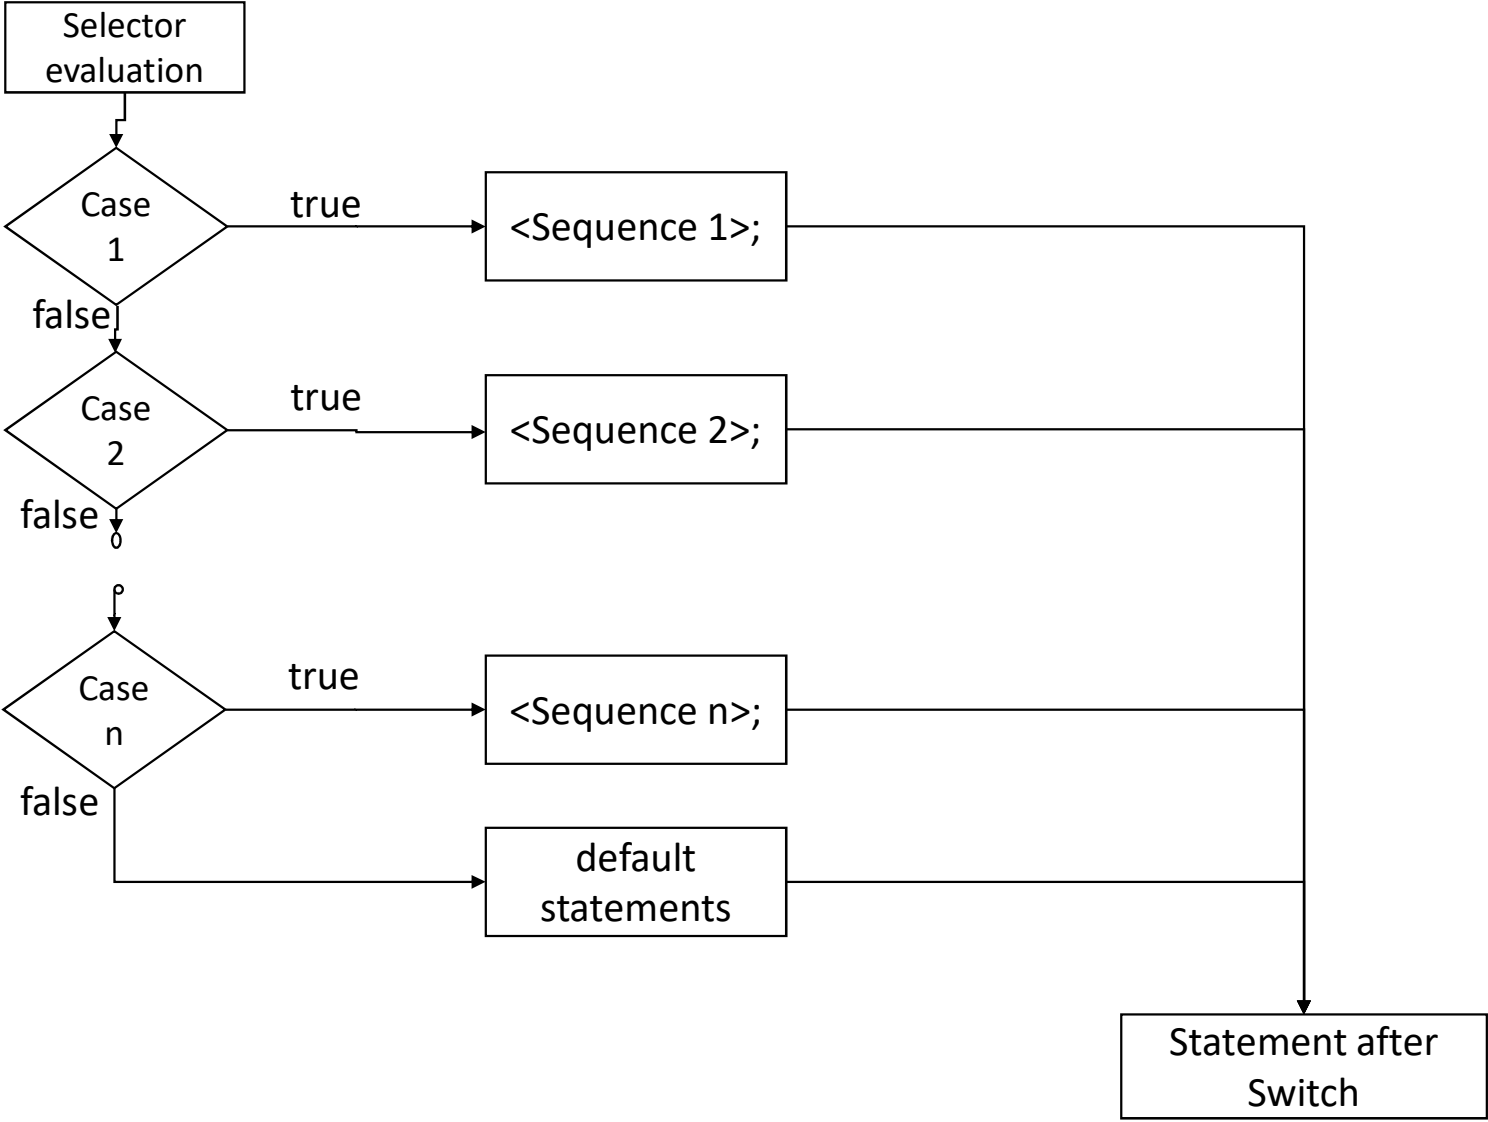 Selector
evaluation
Case
1
true
<Sequence 1>;
false
Case
2
true
<Sequence 2>;
false
Case
n
true
<Sequence n>;
false
default
statements
Statement after
Switch